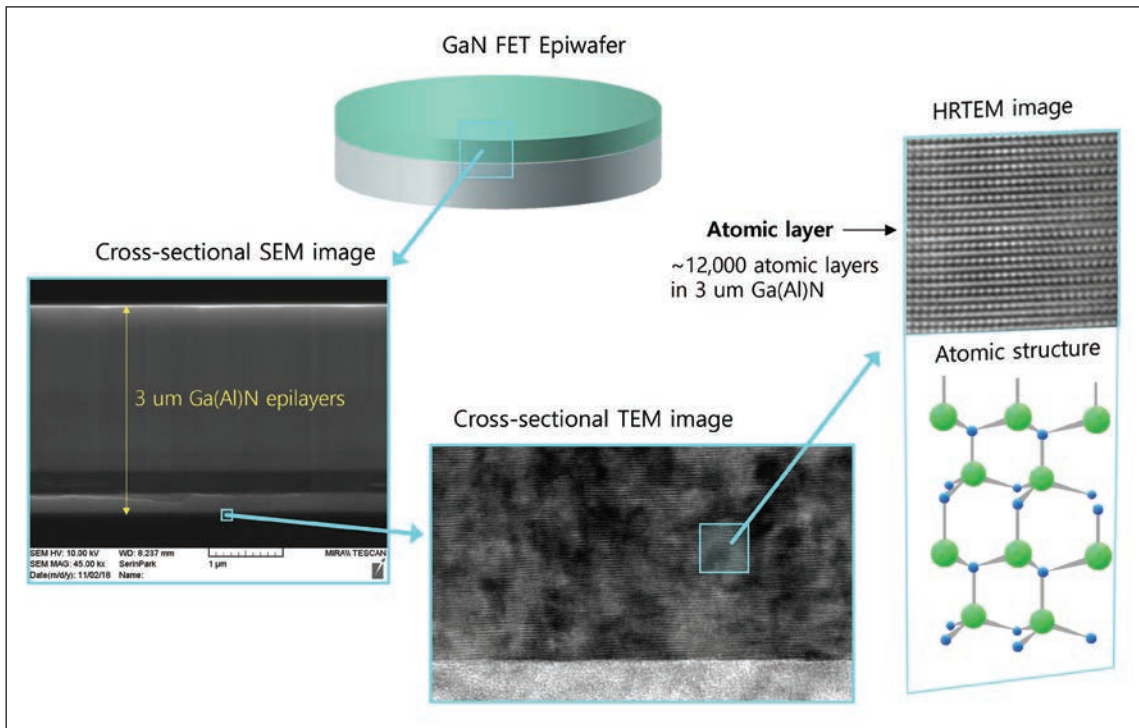 GaN FET Epiwafer
HRTEM image
Atomic layer
~12,000 atomic layers
in 3 um Ga(Al)N
Cross-sectional SEM image
3 um Ga(Al)N epilayers
SEM HV: 10.00 kV WD: 8.237 mm MIRA\\ TESCAN
SEM MAG: 45.00 kx SerinPark 1 µm
Date(m/d/y): 11/02/18 Name:
Cross-sectional TEM image
Atomic structure